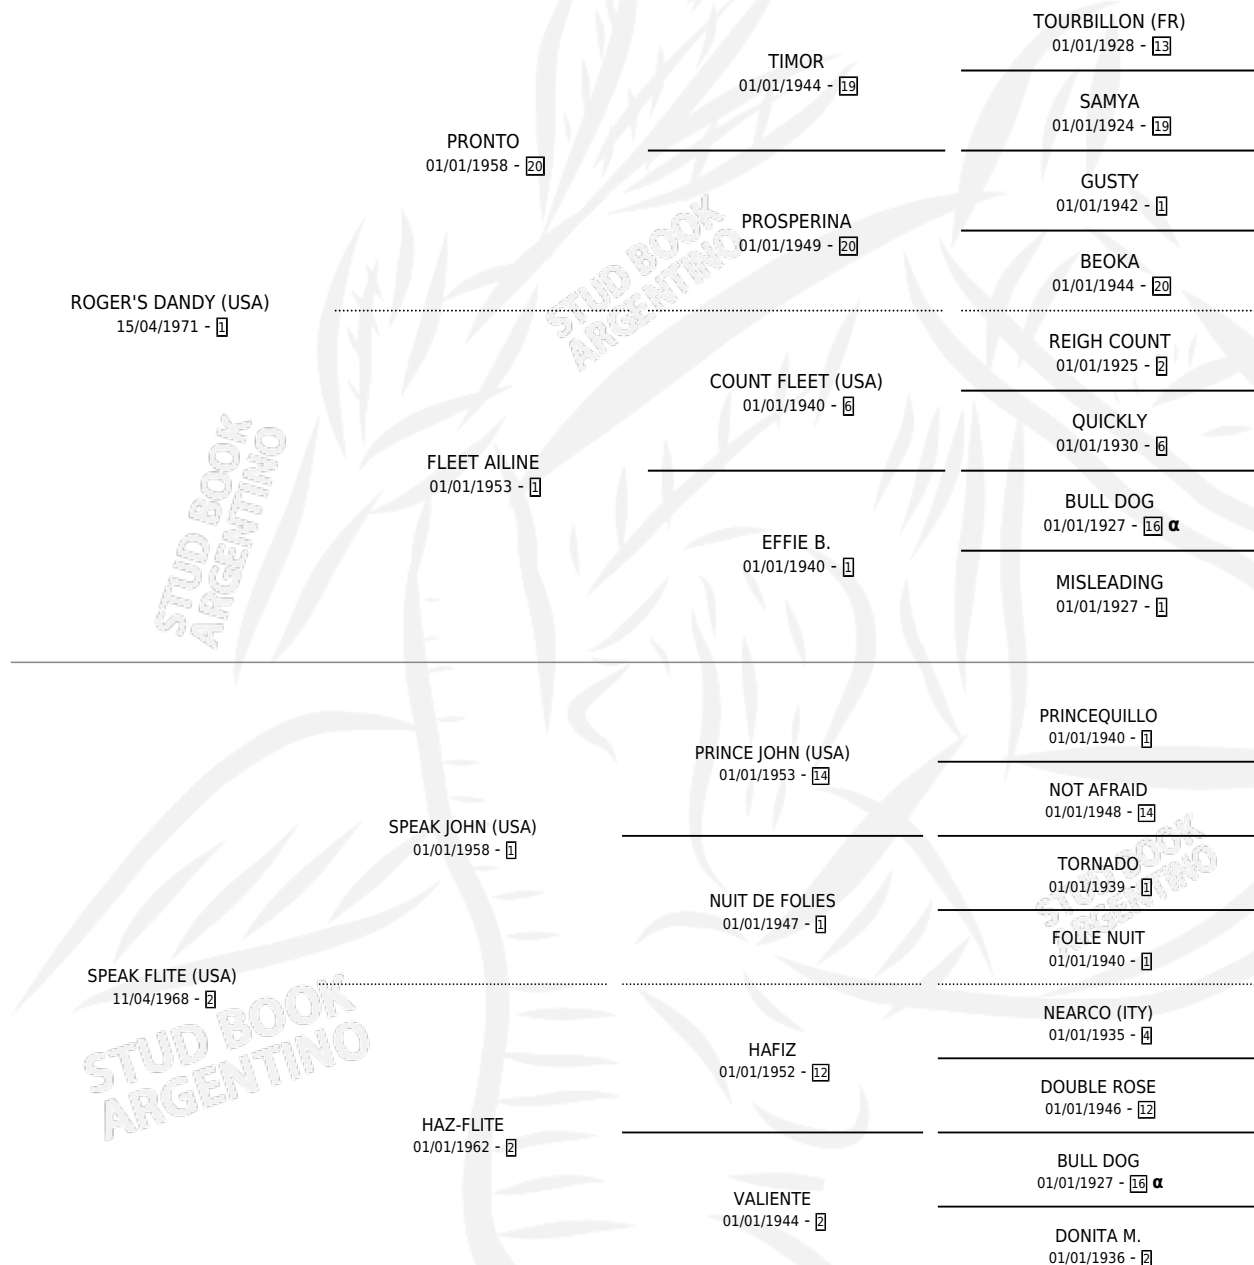 TOURBILLON (FR)
01/01/1928 - 13
TIMOR
01/01/1944 - 19
SAMYA
01/01/1924 - 19
PRONTO
01/01/1958 - 20
GUSTY
01/01/1942 - 1
PROSPERINA
01/01/1949 - 20
BEOKA
01/01/1944 - 20
ROGER'S DANDY (USA)
15/04/1971 - 1
REIGH COUNT
01/01/1925 - 2
COUNT FLEET (USA)
01/01/1940 - 6
QUICKLY
01/01/1930 - 6
FLEET AILINE
01/01/1953 - 1
BULL DOG
01/01/1927 - 16 α
EFFIE B.
01/01/1940 - 1
MISLEADING
01/01/1927 - 1
PRINCEQUILLO
01/01/1940 - 1
PRINCE JOHN (USA)
01/01/1953 - 14
NOT AFRAID
01/01/1948 - 14
SPEAK JOHN (USA)
01/01/1958 - 1
TORNADO
01/01/1939 - 1
NUIT DE FOLIES
01/01/1947 - 1
FOLLE NUIT
01/01/1940 - 1
SPEAK FLITE (USA)
11/04/1968 - 2
NEARCO (ITY)
01/01/1935 - 4
HAFIZ
01/01/1952 - 12
DOUBLE ROSE
01/01/1946 - 12
HAZ-FLITE
01/01/1962 - 2
BULL DOG
01/01/1927 - 16 α
VALIENTE
01/01/1944 - 2
DONITA M.
01/01/1936 - 2
STUD BOOK
ARGENTINO
STUD BOOK
ARGENTINO
STUD BOOK
ARGENTINO
STUD BOOK
ARGENTINO